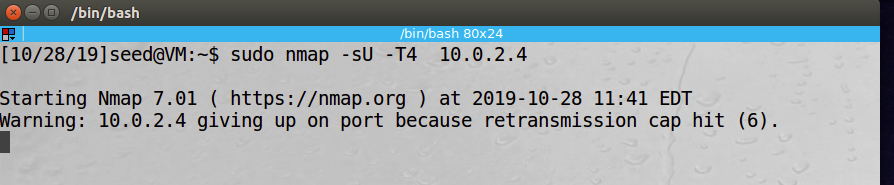 /bin/bash
/bin/bash 80x24
[10/28/19]seed@VM:~$ sudo nmap -sU -T4  10.0.2.4
Starting Nmap 7.01 ( https://nmap.org ) at 2019-10-28 11:41 EDT
Warning: 10.0.2.4 giving up on port because retransmission cap hit (6).